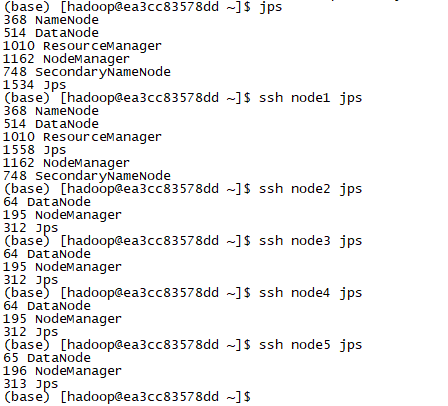 (base) [hadoop@ea3cc83578dd ~]$ jps
368 NameNode
514 DataNode
1010 ResourceManager
1162 NodeManager
748 SecondaryNameNode
1534 Jps
(base) [hadoop@ea3cc83578dd ~]$ ssh node1 jps
368 NameNode
514 DataNode
1010 ResourceManager
1558 Jps
1162 NodeManager
748 SecondaryNameNode
(base) [hadoop@ea3cc83578dd ~]$ ssh node2 jps
64 DataNode
195 NodeManager
312 Jps
(base) [hadoop@ea3cc83578dd ~]$ ssh node3 jps
64 DataNode
195 NodeManager
312 Jps
(base) [hadoop@ea3cc83578dd ~]$ ssh node4 jps
64 DataNode
195 NodeManager
312 Jps
(base) [hadoop@ea3cc83578dd ~]$ ssh node5 jps
65 DataNode
196 NodeManager
313 Jps
(base) [hadoop@ea3cc83578dd ~]$